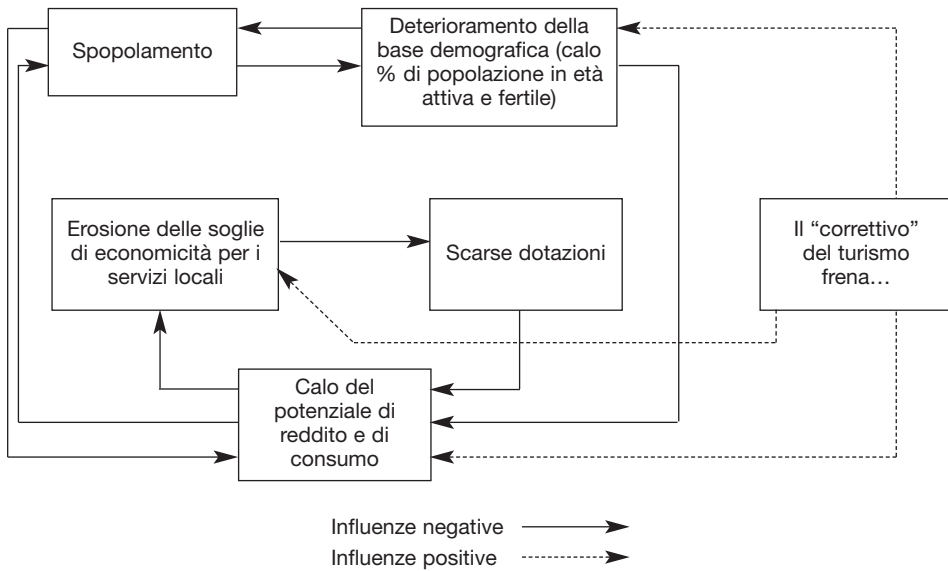 Spopolamento
Deterioramento della
base demografica (calo
% di popolazione in età
attiva e fertile)
Erosione delle soglie
di economicità per i
servizi locali
Scarse dotazioni
Il “correttivo”
del turismo
frena…
Calo del
potenziale di
reddito e di
consumo
Influenze negative
Influenze positive